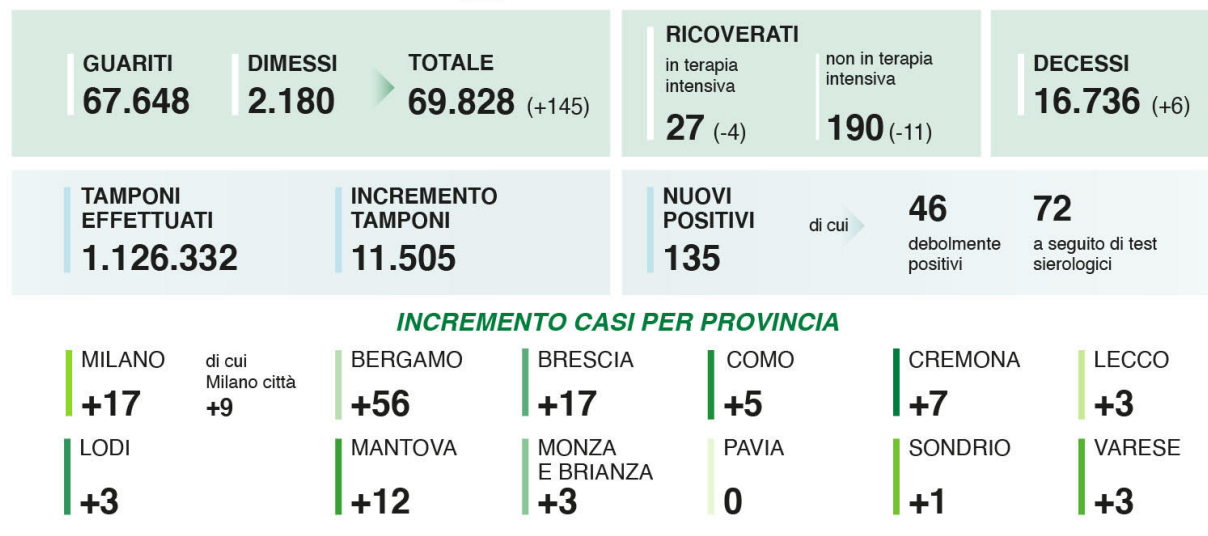 GUARITI
67.648
DIMESSI
2.180
TOTALE
69.828 (+145)
RICOVERATI
in terapia
intensiva
27 (-4)
non in terapia
intensiva
190 (-11)
DECESSI
16.736 (+6)
TAMPONI
EFFETTUATI
1.126.332
INCREMENTO
TAMPONI
11.505
NUOVI
POSITIVI
135
di cui
46
debolmente
positivi
72
a seguito di test
sierologici
INCREMENTO CASI PER PROVINCIA
MILANO
+17
di cui
Milano città
+9
BERGAMO
+56
BRESCIA
+17
COMO
+5
CREMONA
+7
LECCO
+3
LODI
+3
MANTOVA
+12
MONZA
E BRIANZA
+3
PAVIA
0
SONDRIO
+1
VARESE
+3